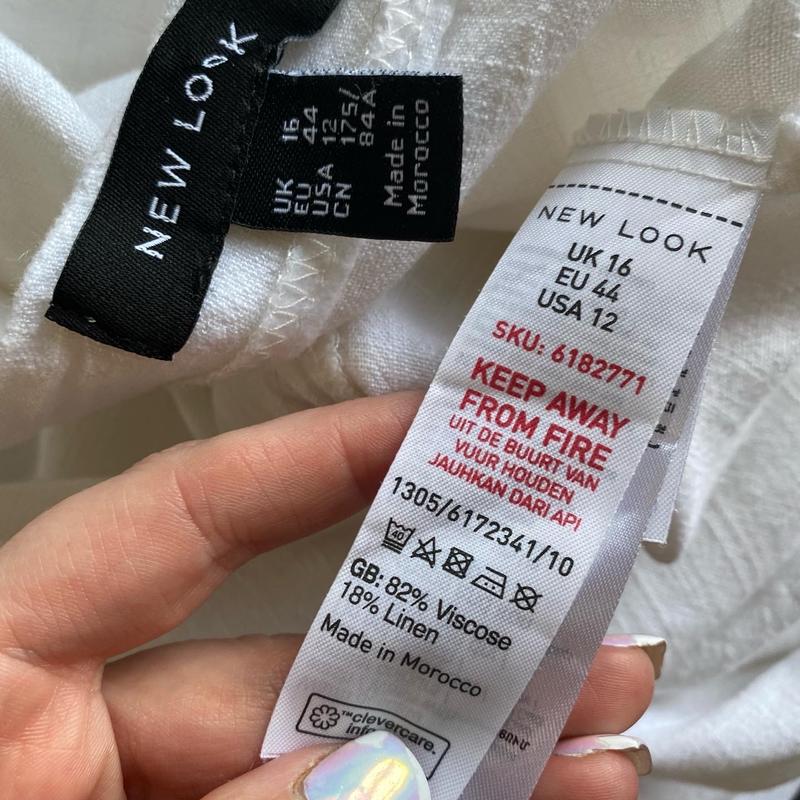 NEW LOOK
UK 16
EU 44
USA 12
CN 175/
84A
Made in
Morocco
NEW LOOK
UK 16
EU 44
USA 12
SKU: 6182771
KEEP AWAY
FROM FIRE
UIT DE BUURT VAN
VUUR HOUDEN
JAUHKAN DARI API
1305/6172341/10
40
GB: 82% Viscose
18% Linen
Made in Morocco
™clevercare.